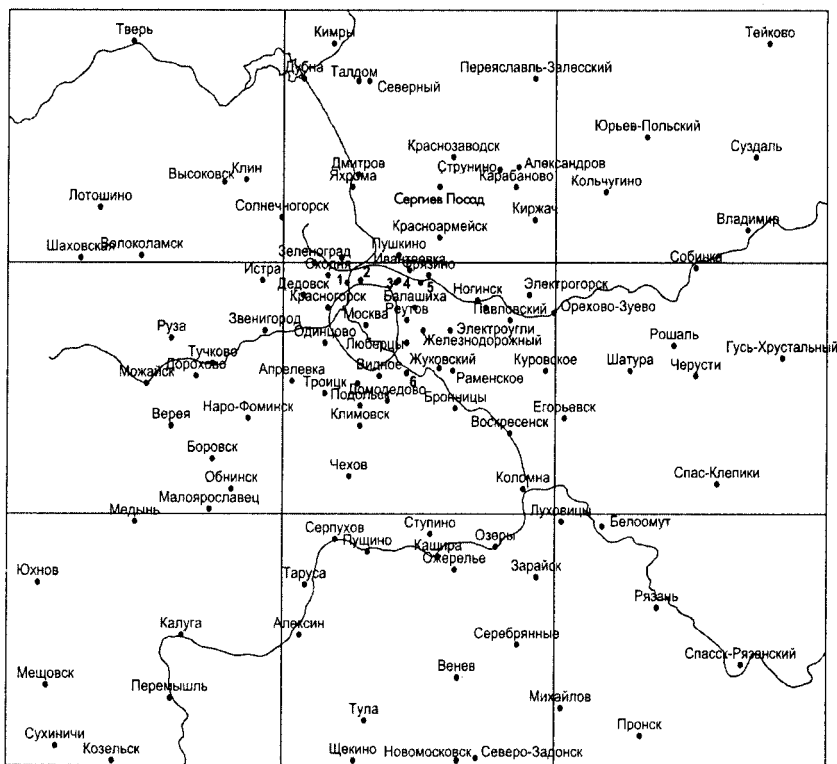 Тверь
Кимры
Тейково
Дубна
Талдом
Северный
Переяславль-Залесский
Юрьев-Польский
Краснозаводск
Суздаль
Высоковск
Клин
Дмитров
Яхрома
Струнино
Александров
Карабаново
Кольчугино
Сергиев Посад
Лотошино
Солнечногорск
Киржач
Красноармейск
Владимир
Шаховская
Волоколамск
Зеленоград
Пушкино
Ивантеевка
Собинка
Истра
Сходня
Фрязино
1
2
3
4
5
Дедовск
Ногинск
Электрогорск
Красногорск
Балашиха
Павловский
Орехово-Зуево
Реутов
Москва
Звенигород
Руза
Электроугли
Одинцово
Люберцы
Железнодорожный
Рошаль
Гусь-Хрустальный
Тучково
Дорохово
Можайск
Апрелевка
Видное
Жуковский
Раменское
Куровское
Шатура
Черусти
Троицк
6
Домодедово
Подольск
Бронницы
Верея
Наро-Фоминск
Климовск
Егорьевск
Воскресенск
Боровск
Чехов
Обнинск
Коломна
Спас-Клепики
Малоярославец
Медынь
Луховицы
Белоомут
Серпухов
Ступино
Пущино
Кашира
Озеры
Ожерелье
Юхнов
Таруса
Зарайск
Рязань
Калуга
Алексин
Серебрянные
Спасск-Рязанский
Мещовск
Венев
Перемышль
Михайлов
Тула
Пронск
Сухиничи
Козельск
Щекино
Новомосковск
Северо-Задонск